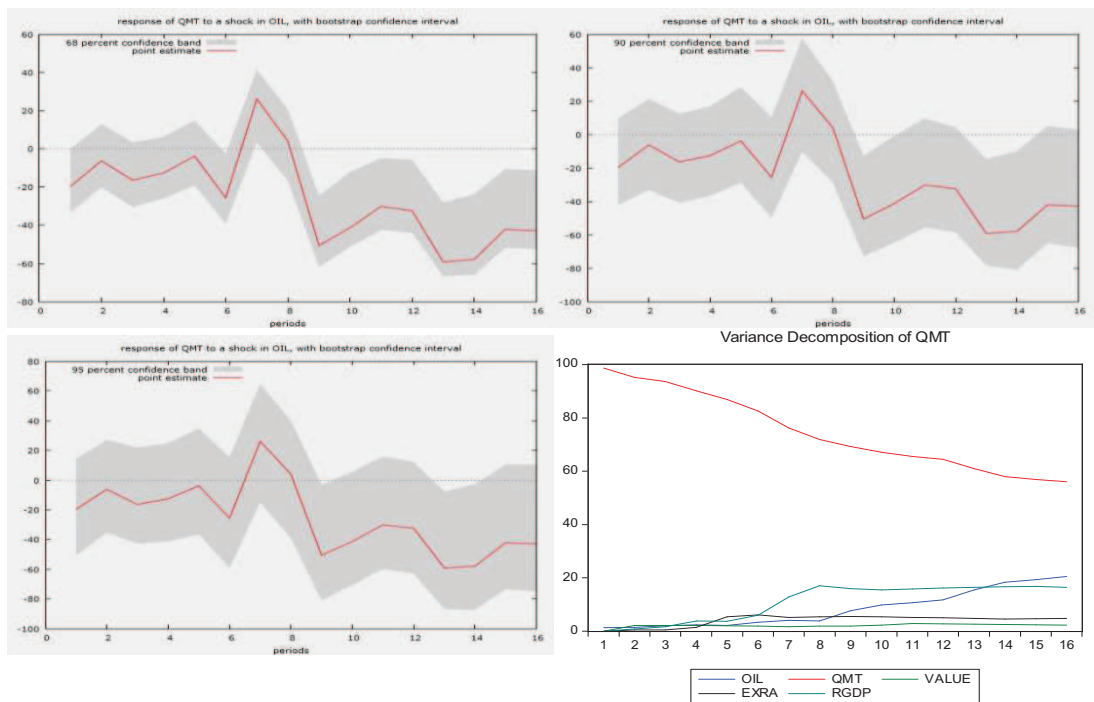 response of QMT to a shock in OIL, with bootstrap confidence interval
68 percent confidence band
point estimate
60
40
20
0
-20
-40
-60
-80
0 2 4 6 8 10 12 14 16
periods
response of QMT to a shock in OIL, with bootstrap confidence interval
90 percent confidence band
point estimate
60
40
20
0
-20
-40
-60
-80
-100
0 2 4 6 8 10 12 14 16
periods
response of QMT to a shock in OIL, with bootstrap confidence interval
95 percent confidence band
point estimate
80
60
40
20
0
-20
-40
-60
-80
-100
0 2 4 6 8 10 12 14 16
periods
Variance Decomposition of QMT
100
80
60
40
20
0
1 2 3 4 5 6 7 8 9 10 11 12 13 14 15 16
OIL QMT VALUE
EXRA RGDP